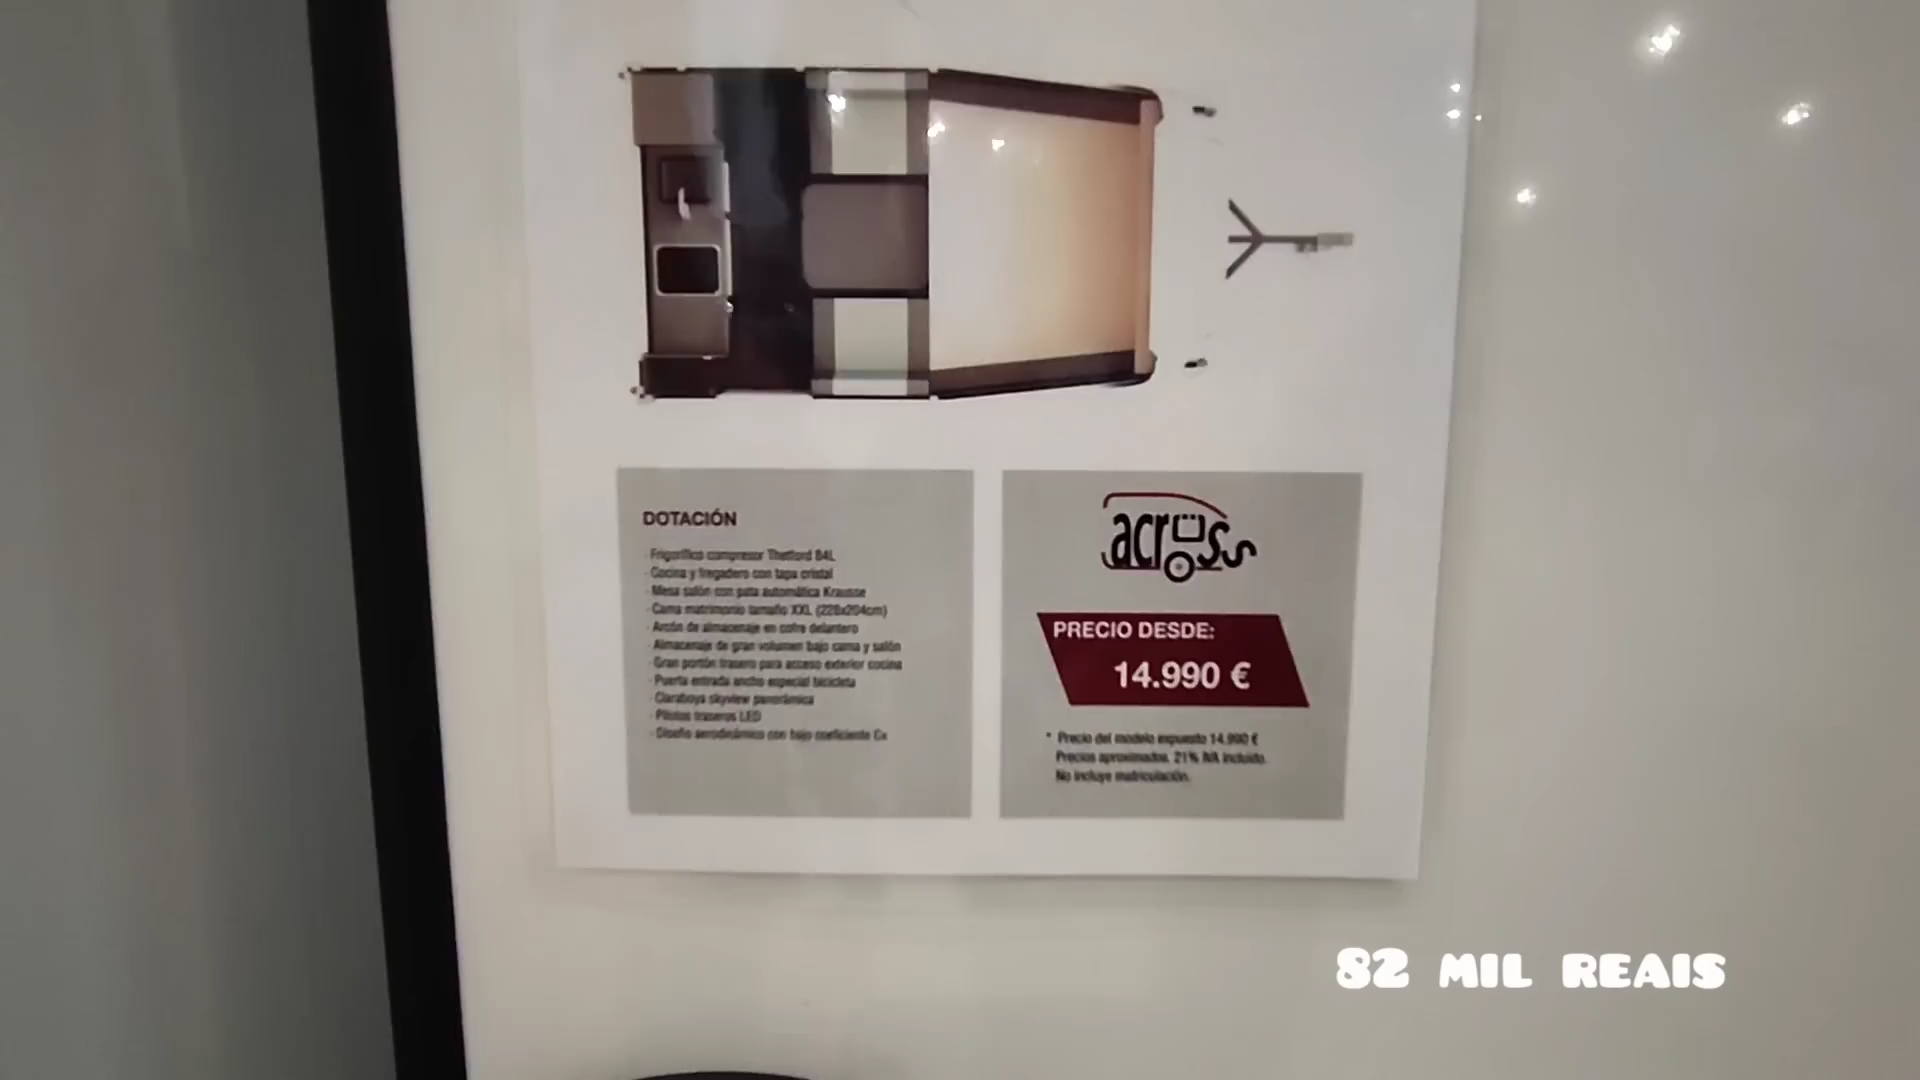 DOTACIÓN
- Frigorífico compresor Thetford 84L
- Cocina y fregadero con tapa cristal
- Mesa salón con pata automática Krausse
- Cama matrimonio tamaño XXL (228x204cm)
- Arcón de almacenaje en cofre delantero
- Almacenaje de gran volumen bajo cama y salón
- Gran portón trasero para acceso exterior cocina
- Puerta entrada ancho especial bicicleta
- Claraboya skyview panorámica
- Pilotos traseros LED
- Diseño aerodinámico con bajo coeficiente Cx
across
PRECIO DESDE:
14.990 €
* Precio del modelo expuesto 14.990 €
Precios aproximados. 21% IVA incluido.
No incluye matriculación.
82 MIL REAIS